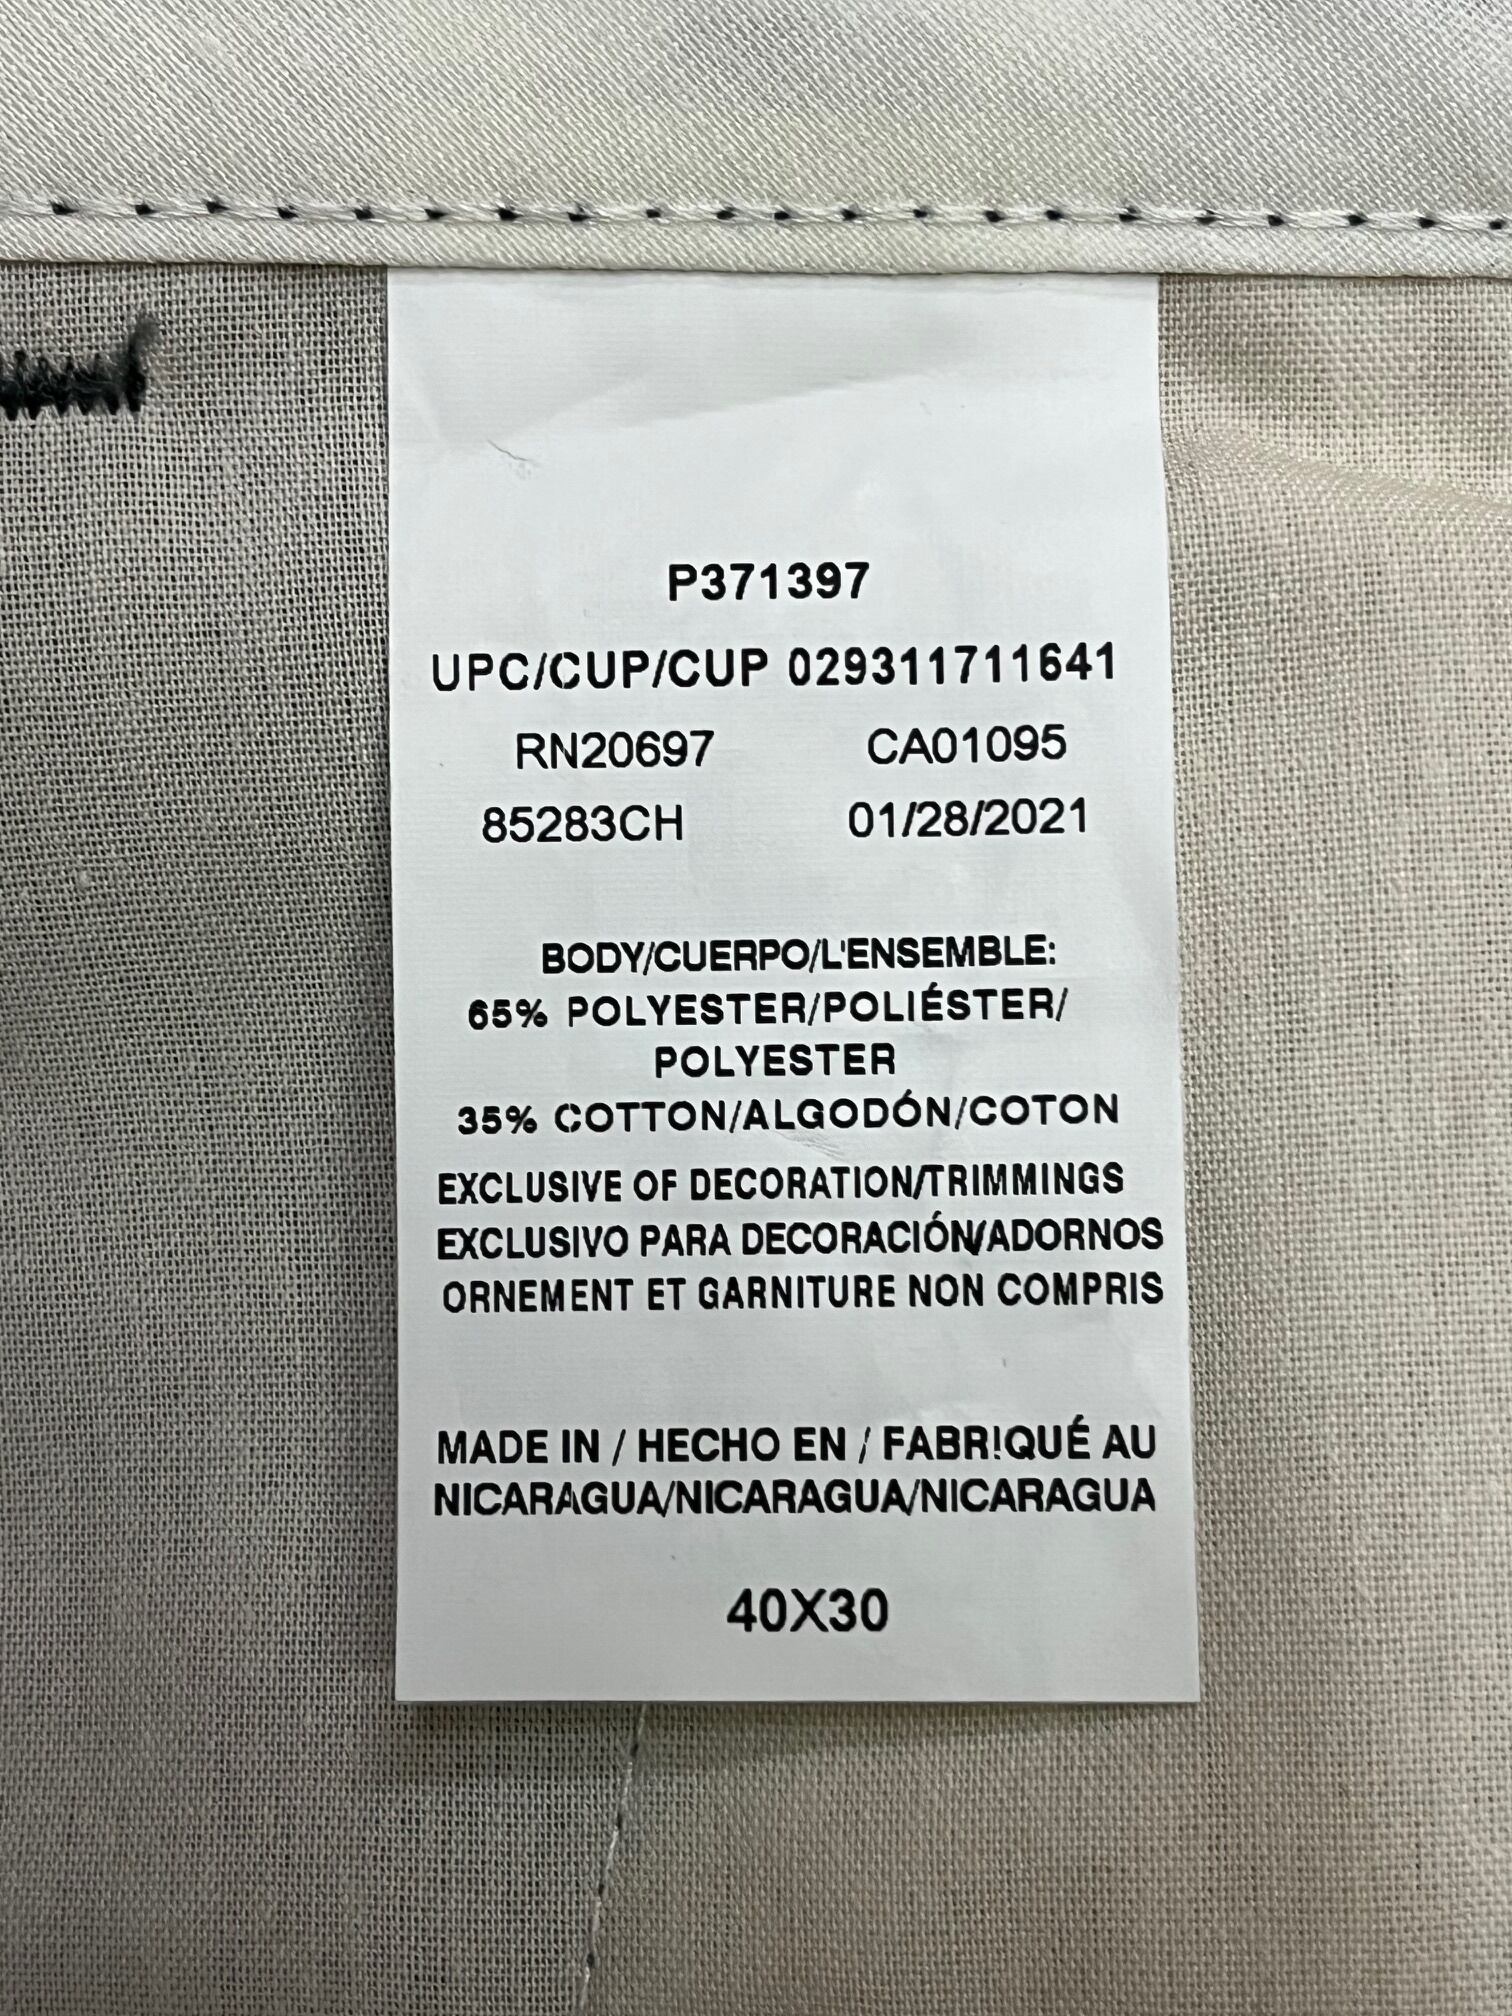 P371397
UPC/CUP/CUP 029311711641
RN20697 CA01095
85283CH 01/28/2021
BODY/CUERPO/L'ENSEMBLE:
65% POLYESTER/POLIÉSTER/
POLYESTER
35% COTTON/ALGODÓN/COTON
EXCLUSIVE OF DECORATION/TRIMMINGS
EXCLUSIVO PARA DECORACIÓN/ADORNOS
ORNEMENT ET GARNITURE NON COMPRIS
MADE IN / HECHO EN / FABRIQUÉ AU
NICARAGUA/NICARAGUA/NICARAGUA
40X30